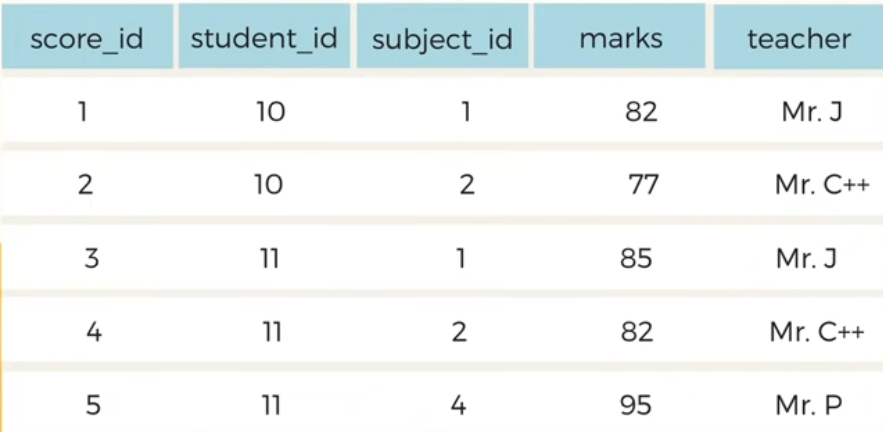 score_id student_id subject_id marks teacher
1 10 1 82 Mr. J
2 10 2 77 Mr. C++
3 11 1 85 Mr. J
4 11 2 82 Mr. C++
5 11 4 95 Mr. P